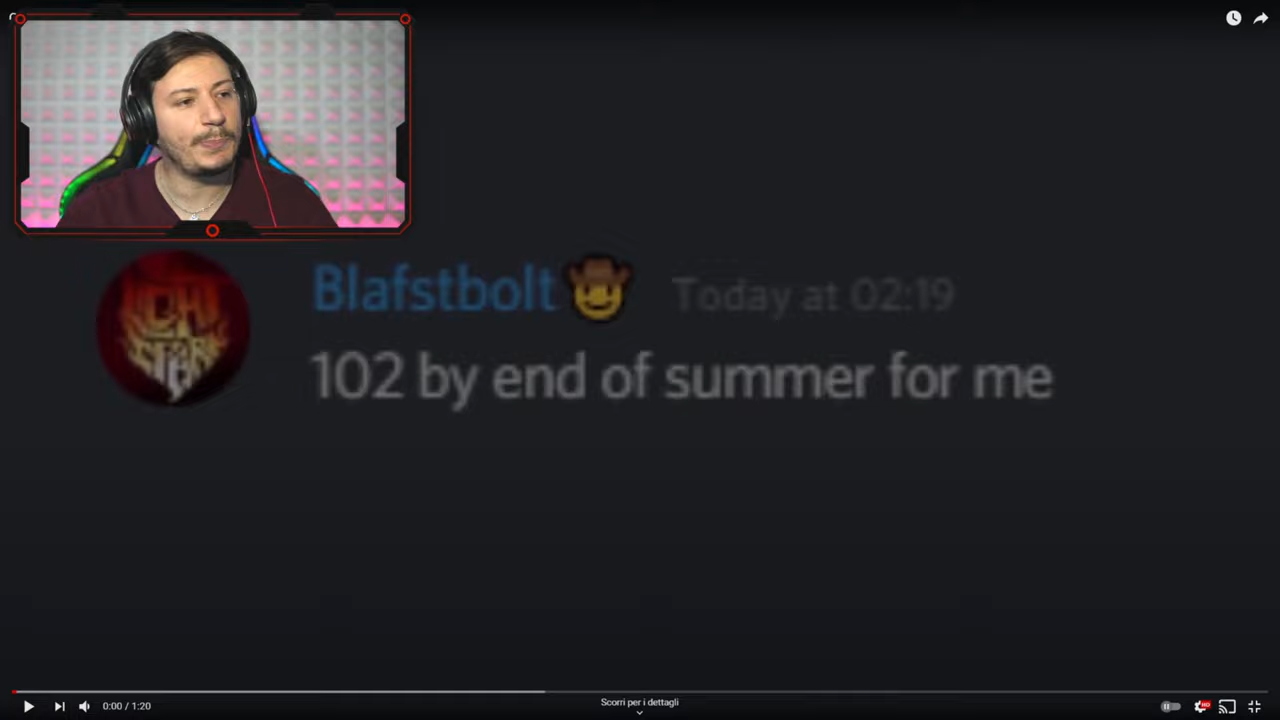 Blafstbolt Today at 02:19
102 by end of summer for me
Scorri per i dettagli
0:00 / 1:20
HD